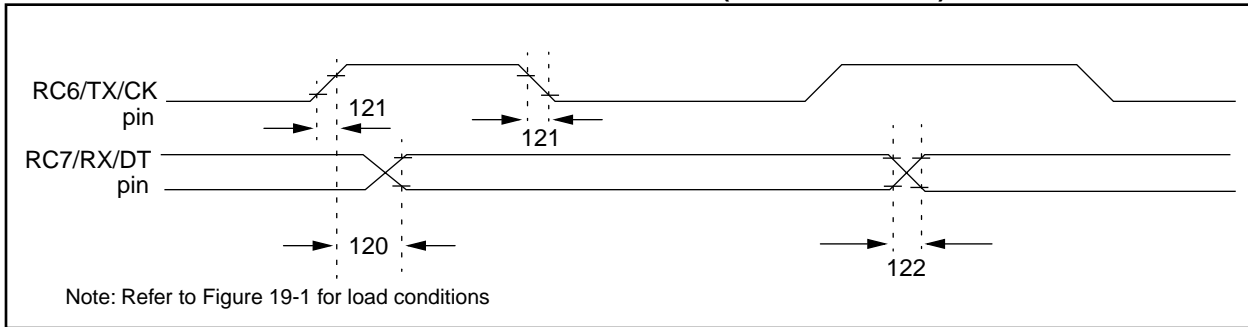 RC6/TX/CK
pin
121
121
RC7/RX/DT
pin
120
122
Note: Refer to Figure 19-1 for load conditions